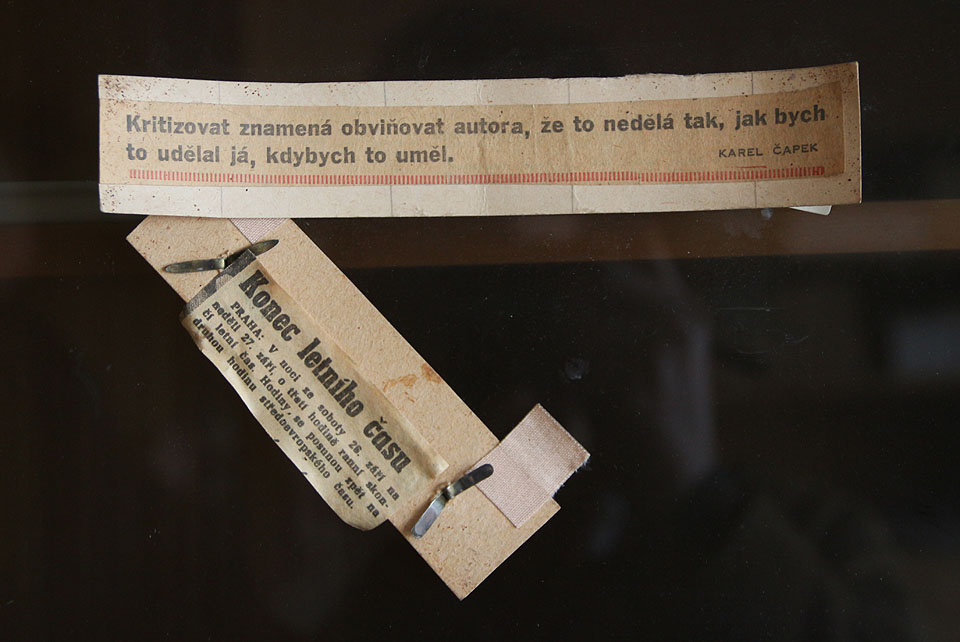 Kritizovat znamená obviňovat autora, že to nedělá tak, jak bych
to udělal já, kdybych to uměl.
KAREL ČAPEK
Konec letního času
PRAHA: V noci ze soboty 26. září na
neděli 27. září, o třetí hodině ranní skon-
čí letní čas. Hodiny se posunou zpět na
druhou hodinu středoevropského času.